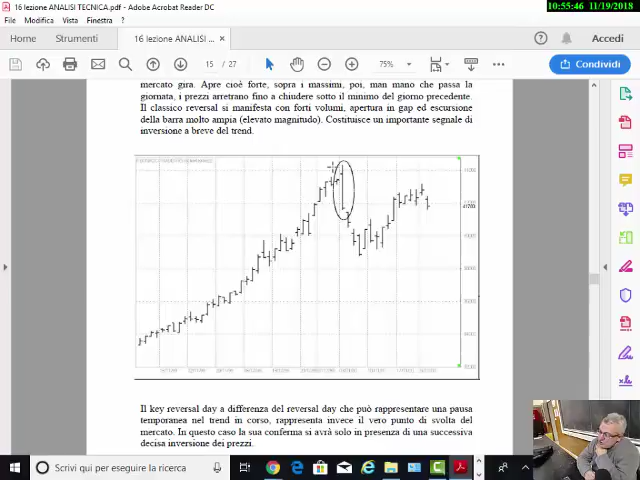 16 lezione ANALISI TECNICA.pdf - Adobe Acrobat Reader DC
10:55:46 11/19/2018
File Modifica Vista Finestra ?
Home Strumenti 16 lezione ANALISI ... × Accedi
15 / 27 75% Condividi
mercato gira. Apre cioè forte, sopra i massimi, poi, man mano che passa la
giornata, i prezzi arretrano fino a chiudere sotto il minimo del giorno precedente.
Il classico reversal si manifesta con forti volumi, apertura in gap ed escursione
della barra molto ampia (elevato magnitudo). Costituisce un importante segnale di
inversione a breve del trend.
Il key reversal day a differenza del reversal day che può rappresentare una pausa
temporanea nel trend in corso, rappresenta invece il vero punto di svolta del
mercato. In questo caso la sua conferma si avrà solo in presenza di una successiva
decisa inversione dei prezzi.
Scrivi qui per eseguire la ricerca